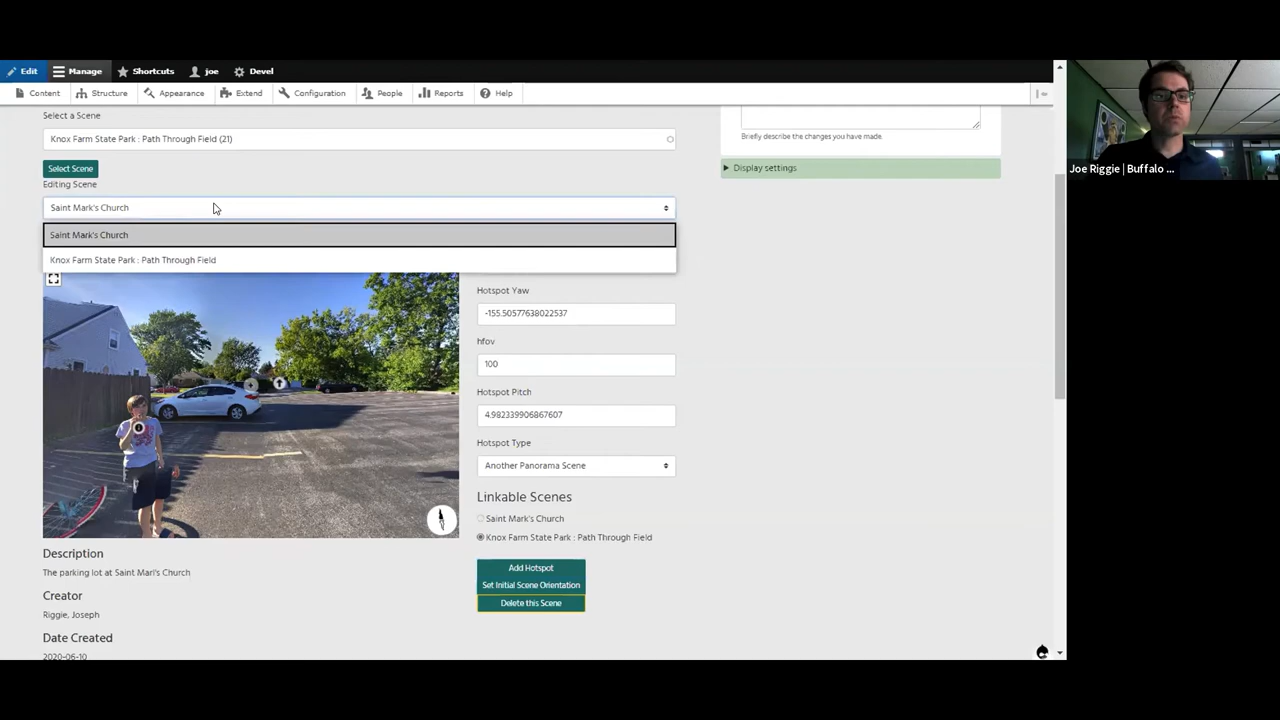 Edit
Manage
Shortcuts
joe
Devel
Content
Structure
Appearance
Extend
Configuration
People
Reports
Help
Select a Scene
Knox Farm State Park : Path Through Field (21)
Select Scene
Editing Scene
Saint Mark's Church
Saint Mark's Church
Knox Farm State Park : Path Through Field
Hotspot Yaw
-155.50577638022537
hfov
100
Hotspot Pitch
4.982339906867607
Hotspot Type
Another Panorama Scene
Linkable Scenes
Saint Mark's Church
Knox Farm State Park : Path Through Field
Add Hotspot
Set Initial Scene Orientation
Delete this Scene
Description
The parking lot at Saint Marl's Church
Creator
Riggie, Joseph
Date Created
2020-06-10
Briefly describe the changes you have made.
Display settings
Joe Riggie | Buffalo ...